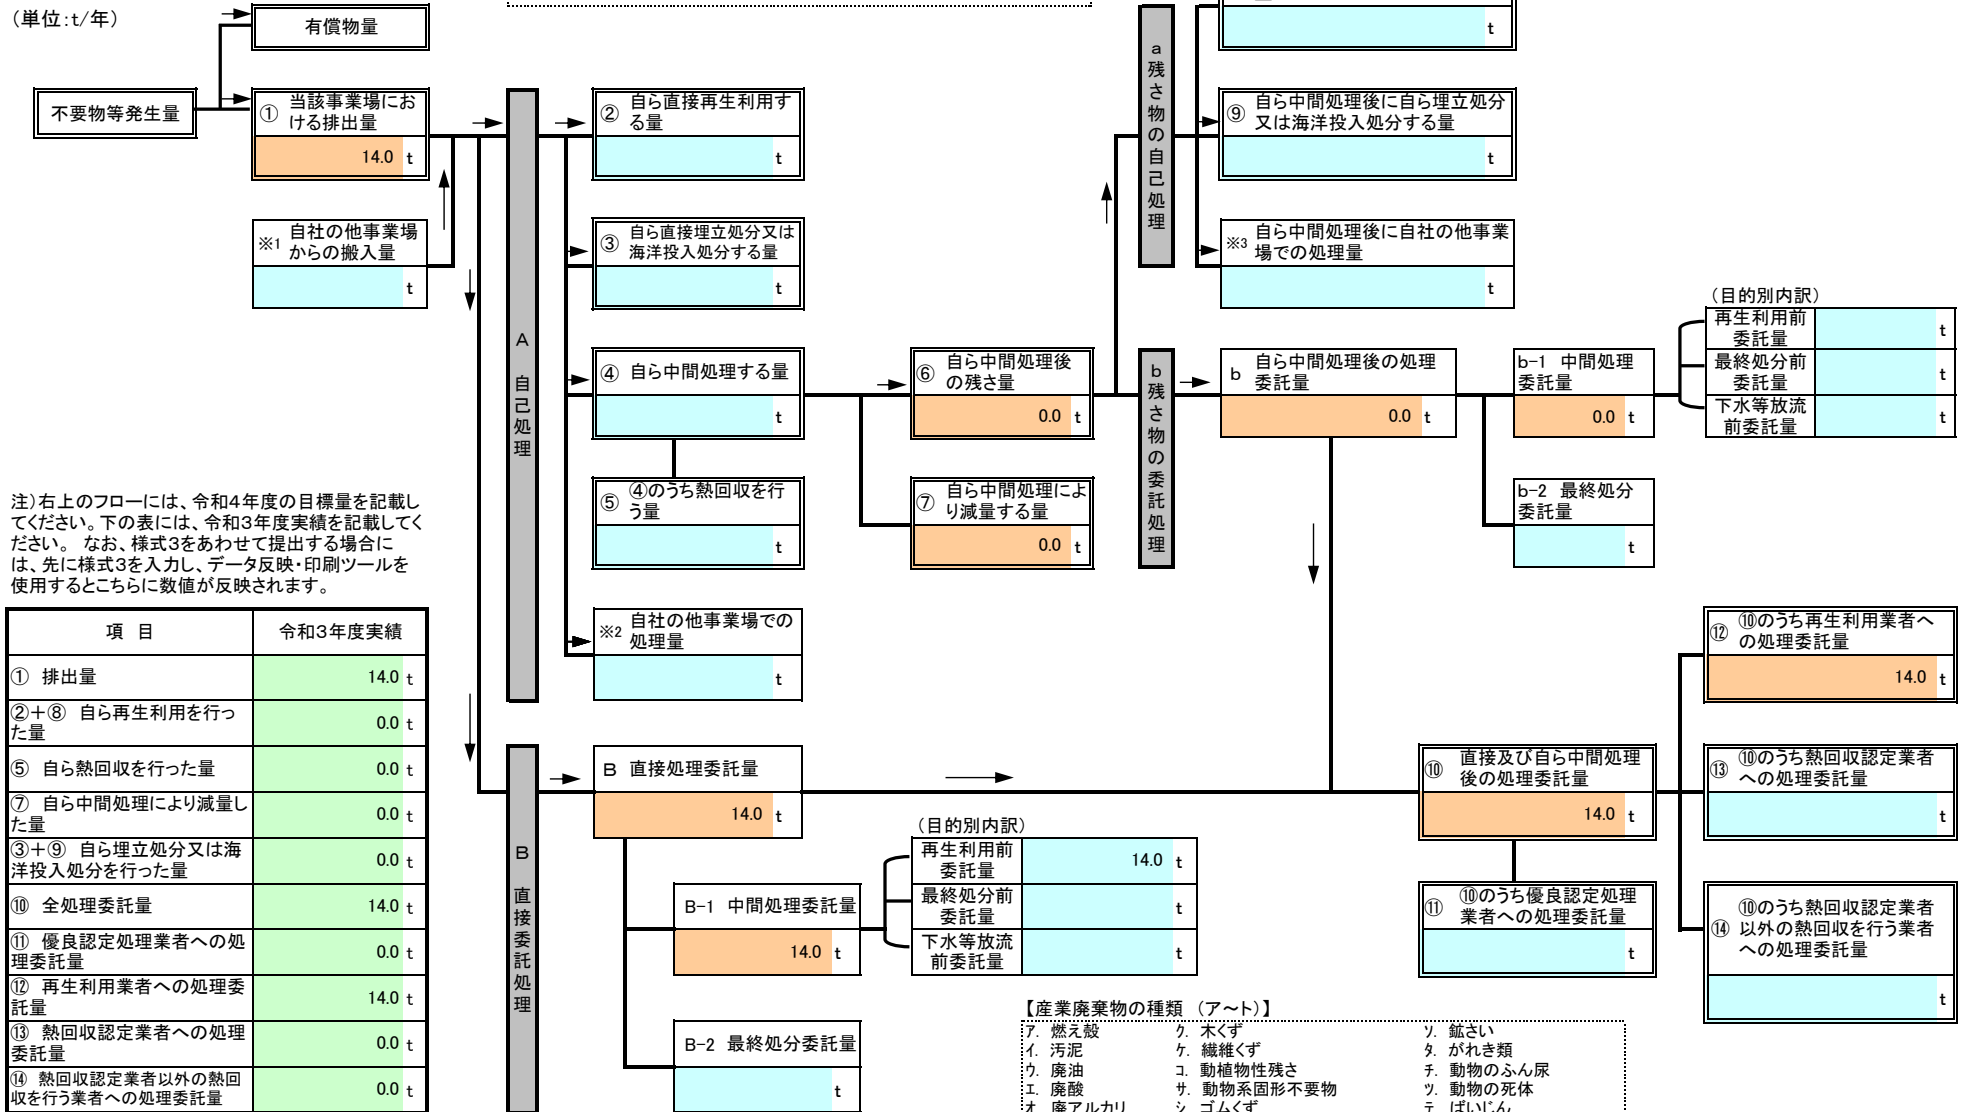 （単位:t/年）
有償物量
t
不要物等発生量
① 当該事業場にお
ける排出量
14.0 t
※1 自社の他事業場
からの搬入量
t
A 自己処理
② 自ら直接再生利用す
る量
t
③ 自ら直接埋立処分又は
海洋投入処分する量
t
④ 自ら中間処理する量
t
⑤ ④のうち熱回収を行
う量
t
※2 自社の他事業場での
処理量
t
⑥ 自ら中間処理後
の残さ量
0.0 t
⑦ 自ら中間処理によ
り減量する量
0.0 t
a 残さ物の自己処理
⑨ 自ら中間処理後に自ら埋立処分
又は海洋投入処分する量
t
※3 自ら中間処理後に自社の他事業
場での処理量
t
b 残さ物の委託処理
b 自ら中間処理後の処理
委託量
0.0 t
b-1 中間処理
委託量
0.0 t
（目的別内訳）
再生利用前
委託量
t
最終処分前
委託量
t
下水等放流
前委託量
t
b-2 最終処分
委託量
t
注）右上のフローには、令和４年度の目標量を記載し
てください。下の表には、令和３年度実績を記載してく
ださい。 なお、様式３をあわせて提出する場合に
は、先に様式３を入力し、データ反映・印刷ツールを
使用するとこちらに数値が反映されます。
項 目 令和３年度実績
① 排出量 14.0 t
②＋⑧ 自ら再生利用を行っ
た量 0.0 t
⑤ 自ら熱回収を行った量 0.0 t
⑦ 自ら中間処理により減量し
た量 0.0 t
③＋⑨ 自ら埋立処分又は海
洋投入処分を行った量 0.0 t
⑩ 全処理委託量 14.0 t
⑪ 優良認定処理業者への処
理委託量 0.0 t
⑫ 再生利用業者への処理委
託量 14.0 t
⑬ 熱回収認定業者への処理
委託量 0.0 t
⑭ 熱回収認定業者以外の熱回
収を行う業者への処理委託量 0.0 t
B 直接委託処理
B 直接処理委託量
14.0 t
B-1 中間処理委託量
14.0 t
B-2 最終処分委託量
t
（目的別内訳）
再生利用前
委託量
14.0 t
最終処分前
委託量
t
下水等放流
前委託量
t
⑩ 直接及び自ら中間処理
後の処理委託量
14.0 t
⑪ ⑩のうち優良認定処理
業者への処理委託量
t
⑫ ⑩のうち再生利用業者へ
の処理委託量
14.0 t
⑬ ⑩のうち熱回収認定業者
への処理委託量
t
⑭ ⑩のうち熱回収認定業者
以外の熱回収を行う業者
への処理委託量
t
【産業廃棄物の種類 （ア～ト）】
ｱ. 燃え殻 ｸ. 木くず ｿ. 鉱さい
ｲ. 汚泥 ｹ. 繊維くず ﾀ. がれき類
ｳ. 廃油 ｺ. 動植物性残さ ﾁ. 動物のふん尿
ｴ. 廃酸 ｻ. 動物系固形不要物 ﾂ. 動物の死体
ｵ. 廃アルカリ ｼ. ゴムくず ﾃ. ばいじん